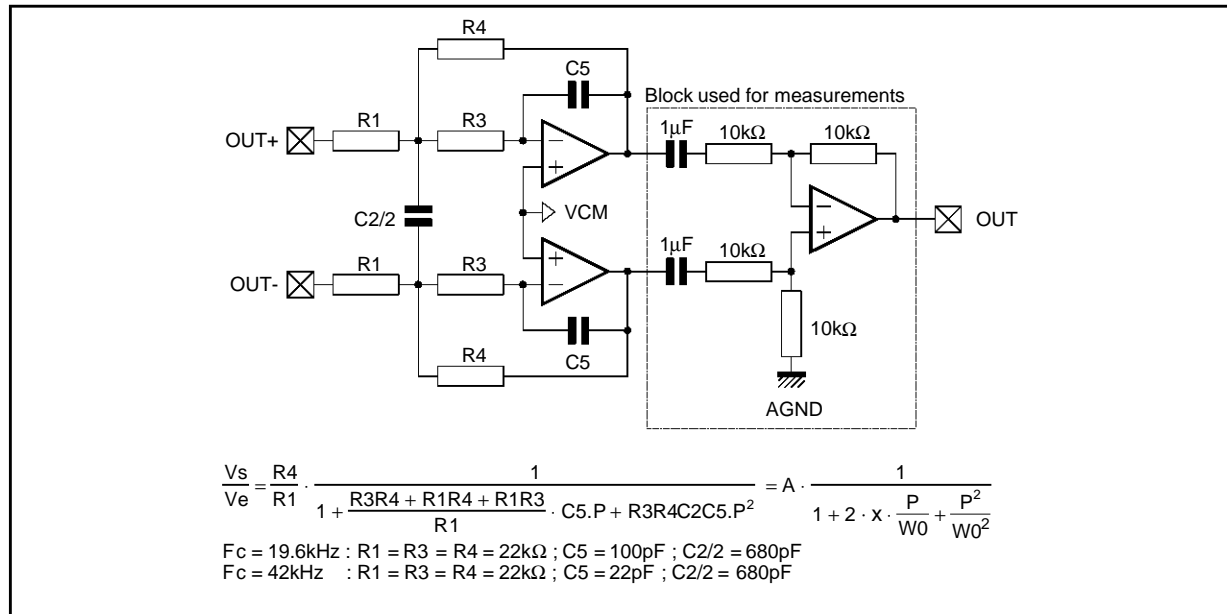 R4
C5
Block used for measurements
R1
R3
1µF
10kΩ
10kΩ
OUT+
−
+
−
+
C2/2
VCM
OUT
1µF
10kΩ
R1
R3
+
−
OUT-
10kΩ
C5
R4
AGND
Vs/Ve = R4/R1 · 1/(1 + (R3R4 + R1R4 + R1R3)/R1 · C5.P + R3R4C2C5.P²) = A · 1/(1 + 2 · x · P/W0 + P²/W0²)
Fc = 19.6kHz : R1 = R3 = R4 = 22kΩ ; C5 = 100pF ; C2/2 = 680pF
Fc = 42kHz : R1 = R3 = R4 = 22kΩ ; C5 = 22pF ; C2/2 = 680pF